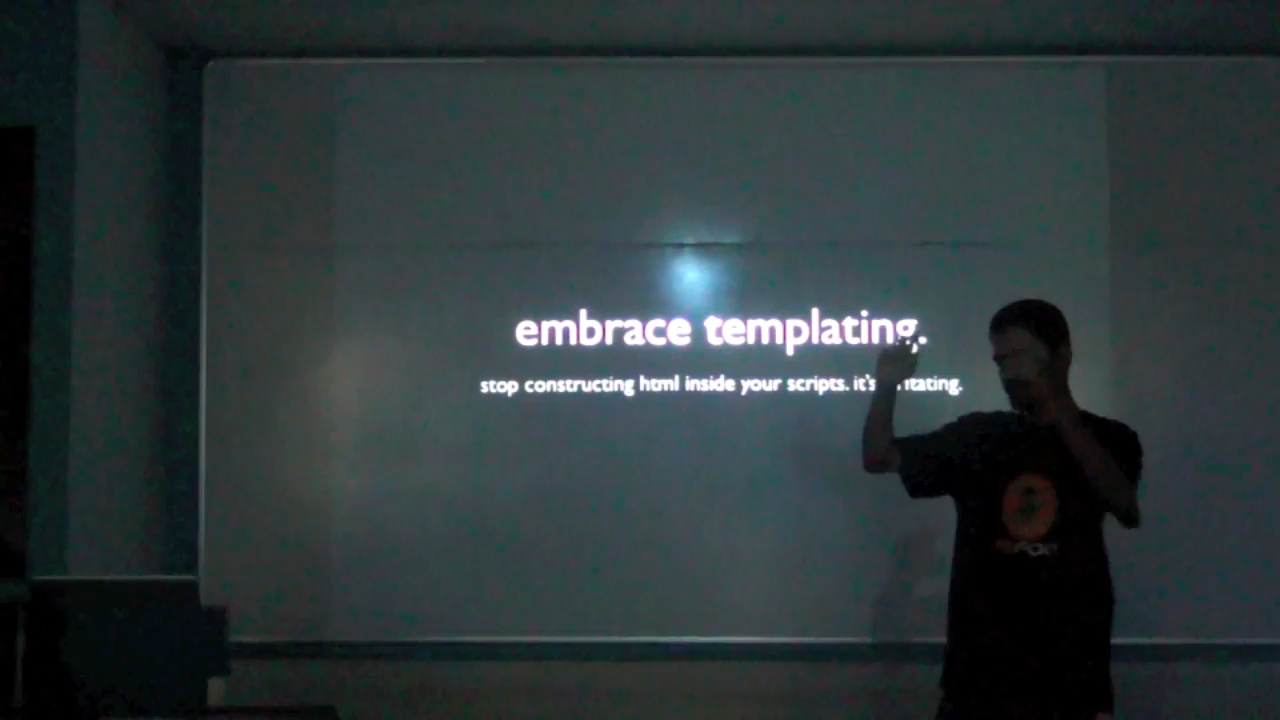 embrace templating.
stop constructing html inside your scripts. it's